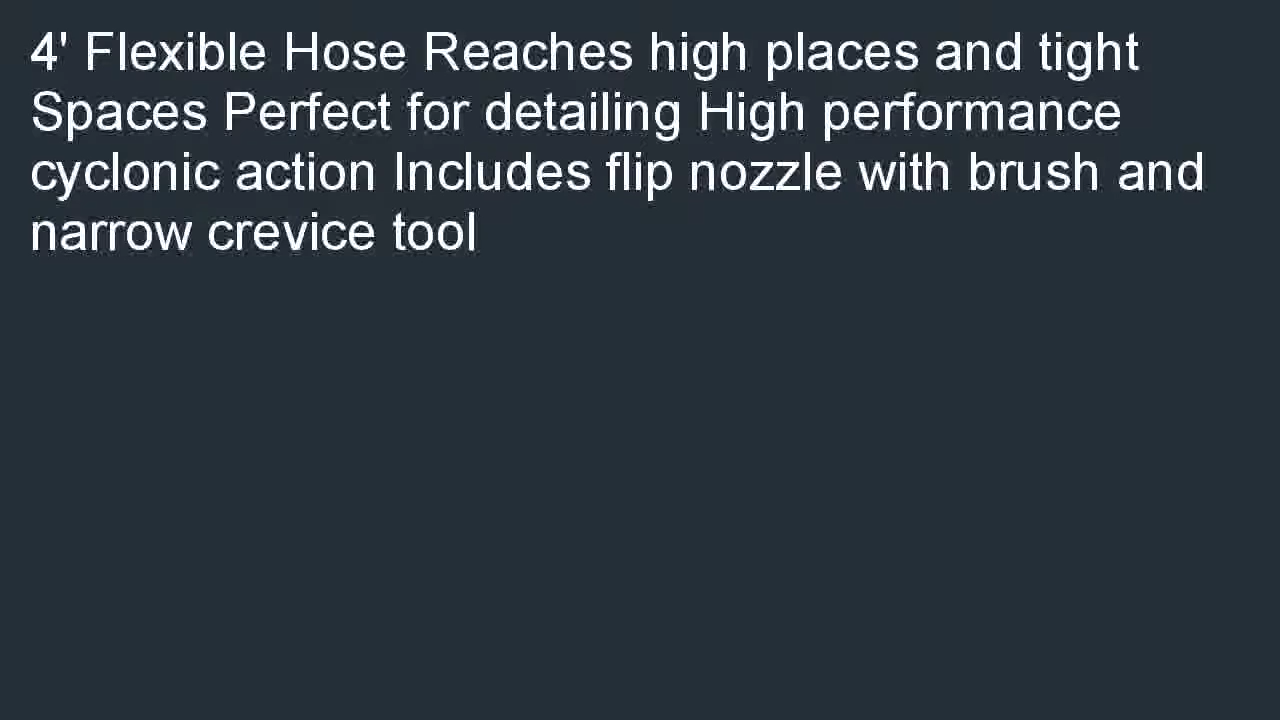 4' Flexible Hose Reaches high places and tight
Spaces Perfect for detailing High performance
cyclonic action Includes flip nozzle with brush and
narrow crevice tool